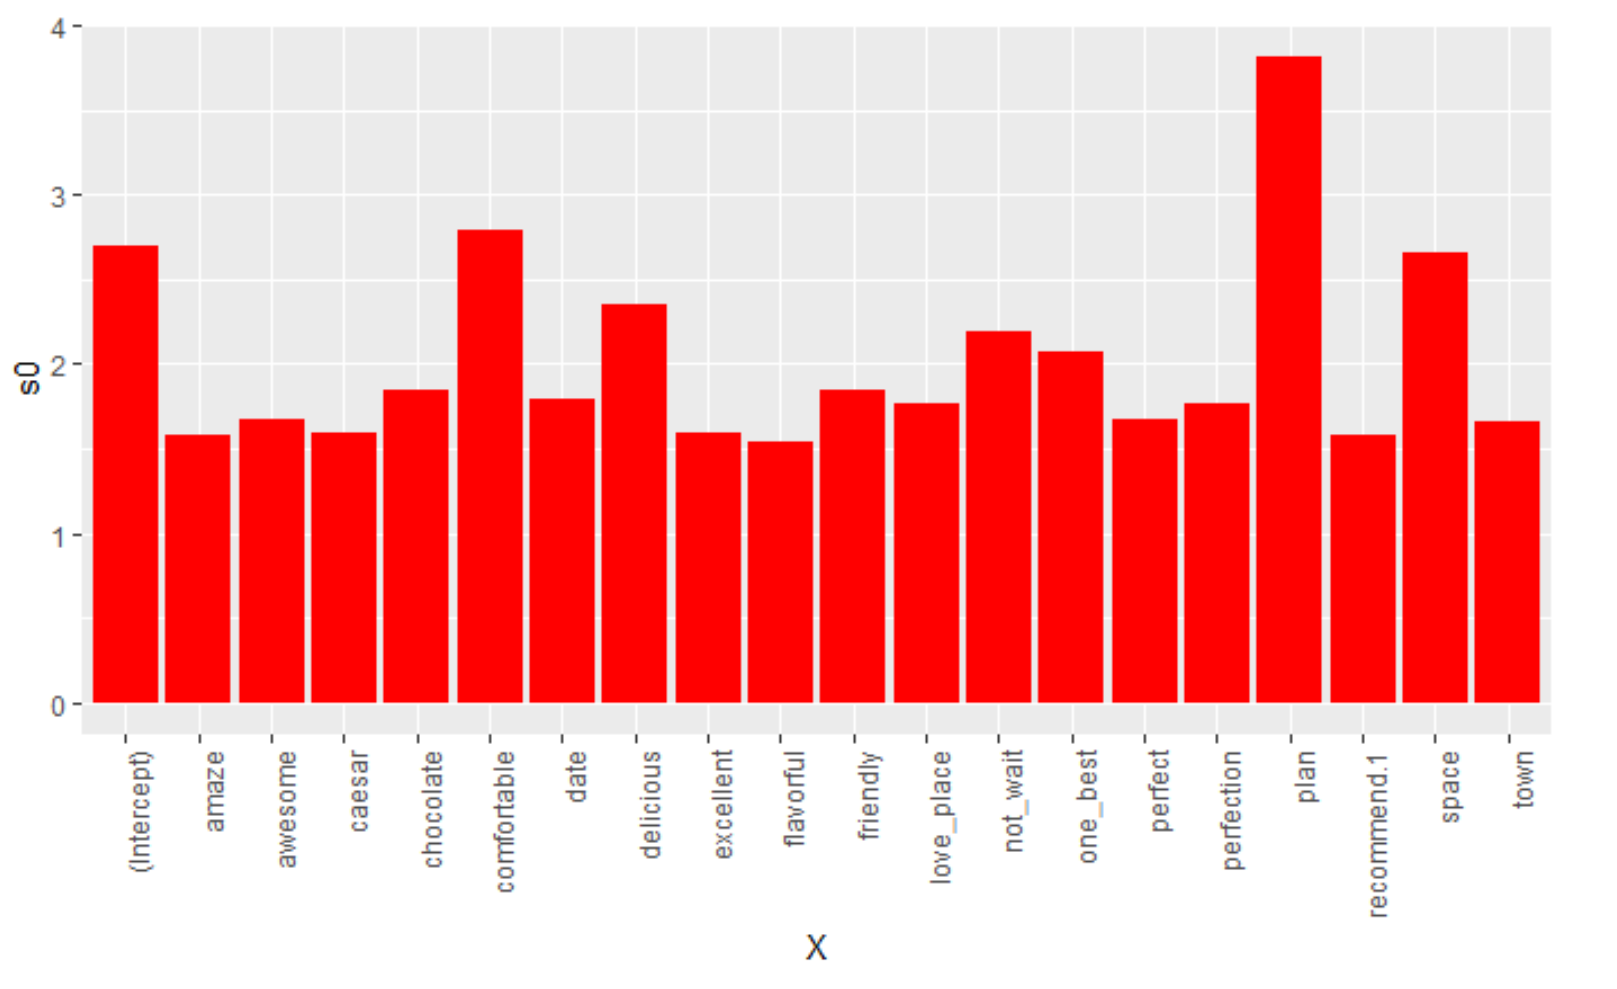 4
3
2
1
0
s0
(Intercept)
amaze
awesome
caesar
chocolate
comfortable
date
delicious
excellent
flavorful
friendly
love_place
not_wait
one_best
perfect
perfection
plan
recommend.1
space
town
X